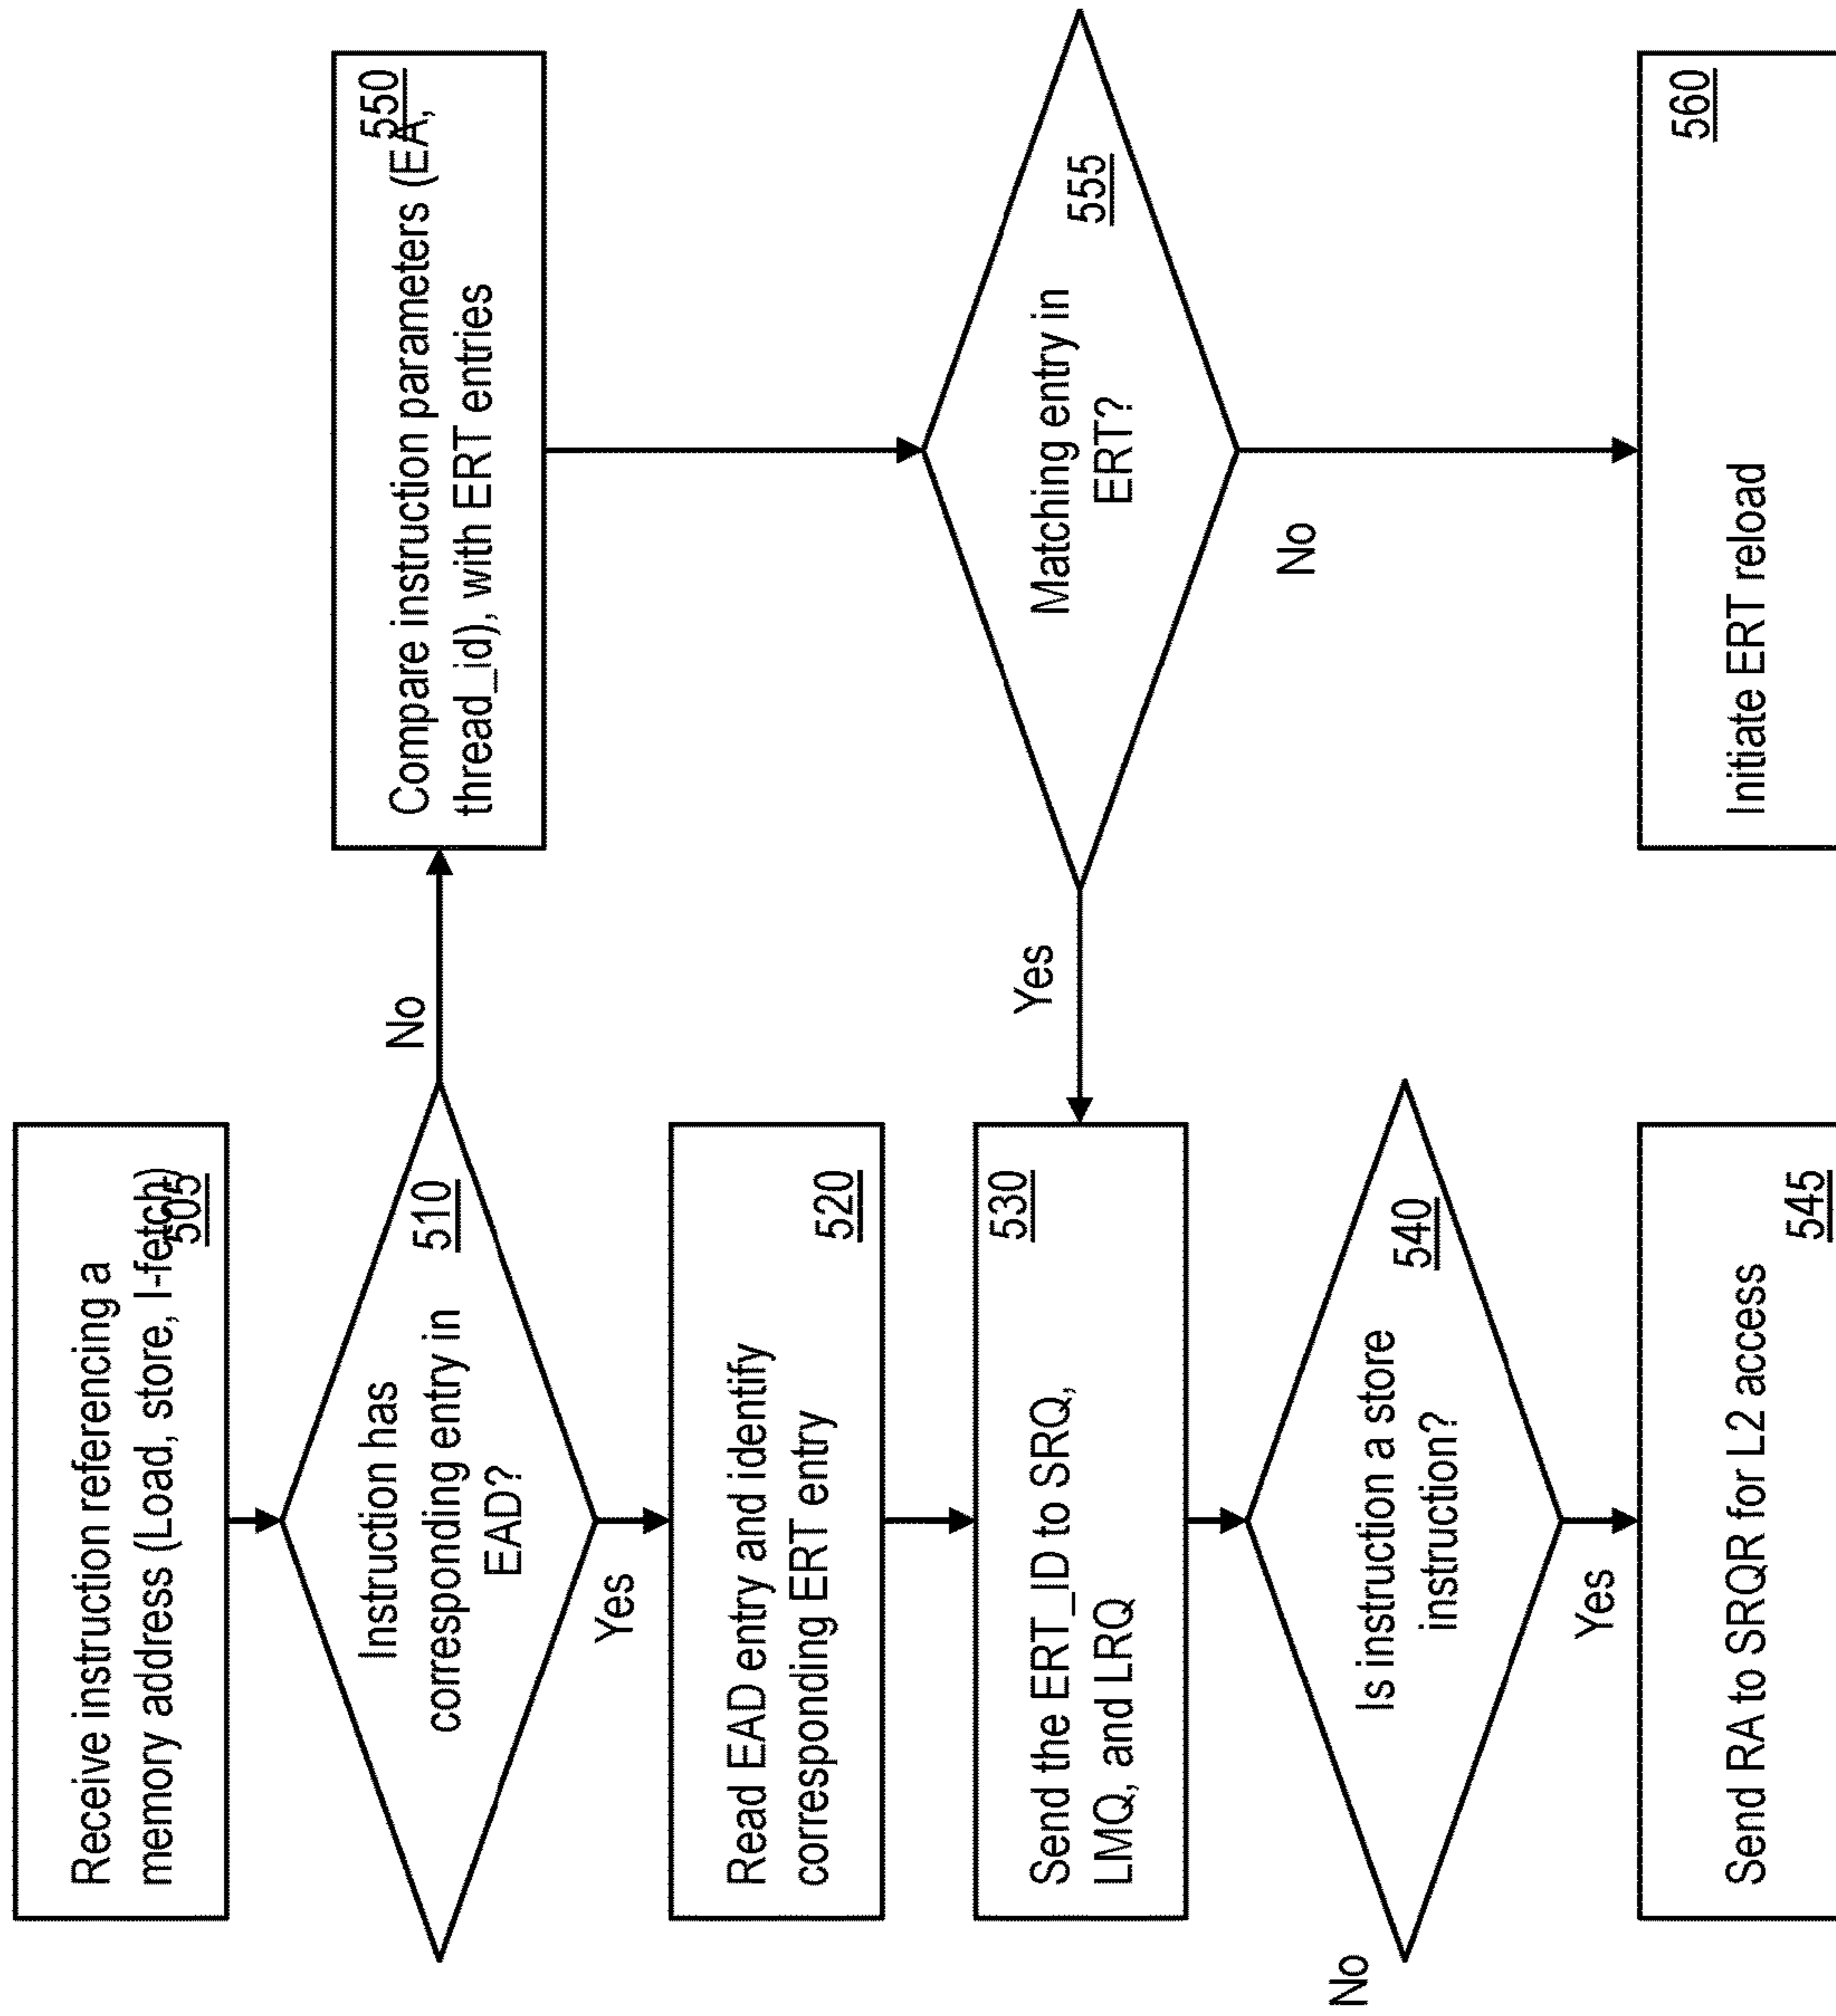 Receive instruction referencing a
memory address (Load, store, I-fetch)
505
Instruction has
corresponding entry in
EAD?
510
No
Yes
Compare instruction parameters (EA,
thread_id), with ERT entries
550
Read EAD entry and identify
corresponding ERT entry
520
Matching entry in
ERT?
555
Yes
No
Send the ERT_ID to SRQ,
LMQ, and LRQ
530
Is instruction a store
instruction?
540
No
Yes
Send RA to SRQR for L2 access
545
Initiate ERT reload
560